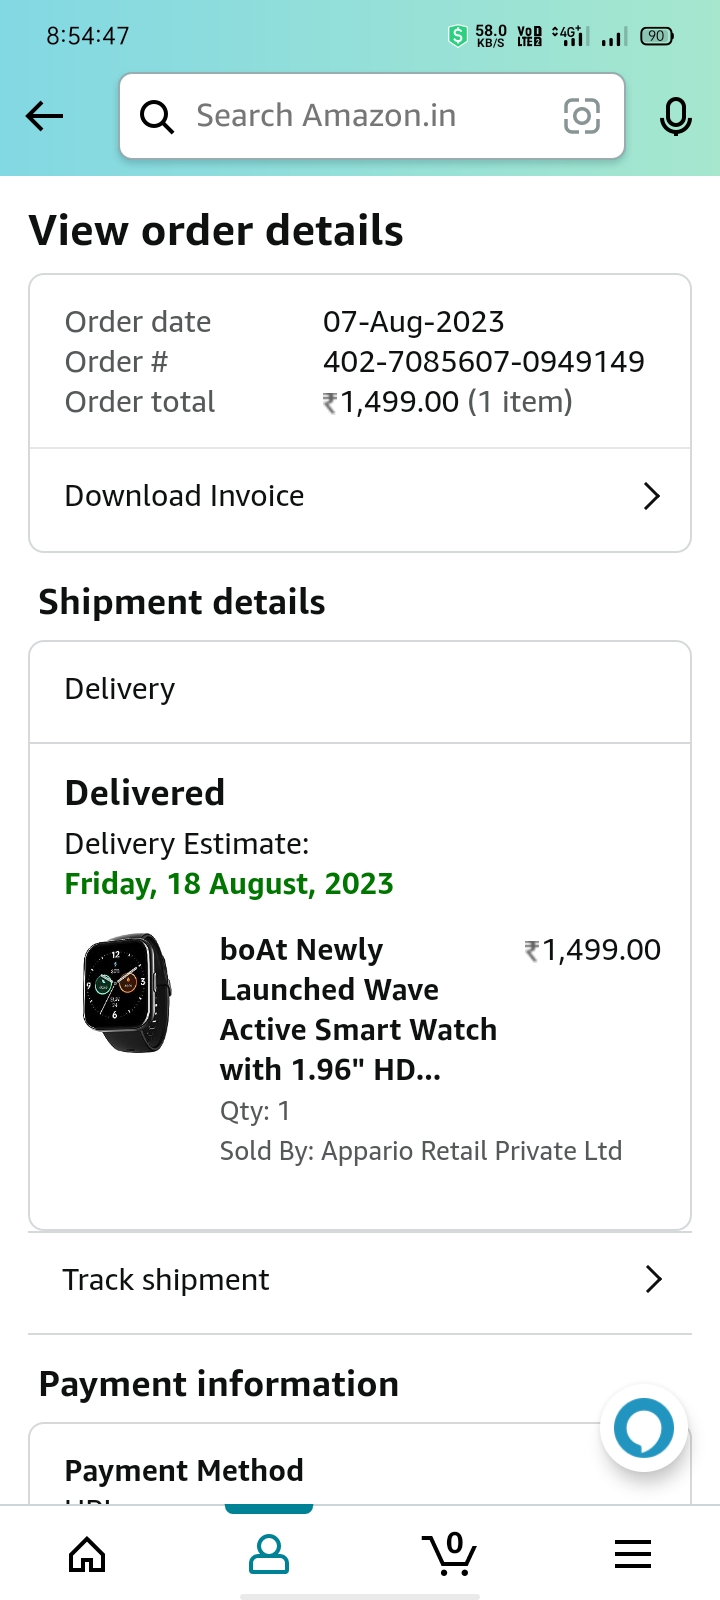 8:54:47
58.0 KB/S VoD LTE2 4G+ 90
Search Amazon.in
View order details
Order date 07-Aug-2023
Order # 402-7085607-0949149
Order total ₹1,499.00 (1 item)
Download Invoice
Shipment details
Delivery
Delivered
Delivery Estimate:
Friday, 18 August, 2023
boAt Newly ₹1,499.00
Launched Wave
Active Smart Watch
with 1.96" HD...
Qty: 1
Sold By: Appario Retail Private Ltd
Track shipment
Payment information
Payment Method
0